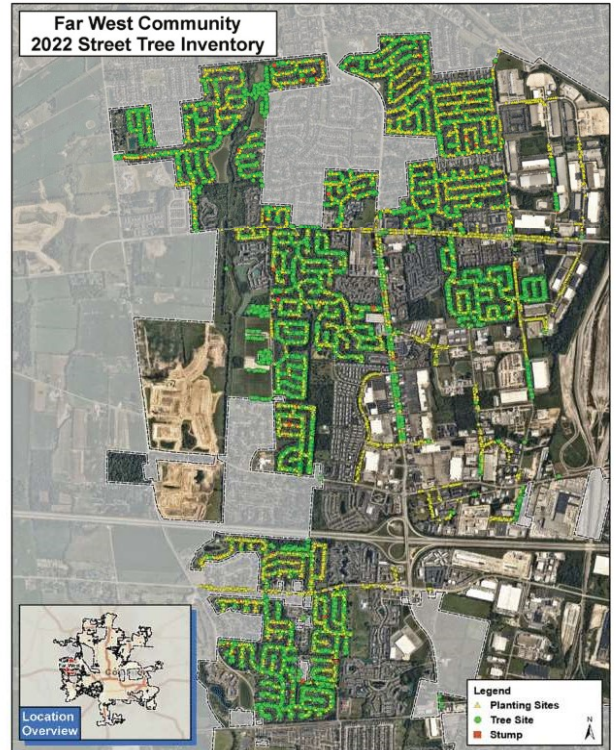 Far West Community
2022 Street Tree Inventory
Location
Overview
Legend
Planting Sites
Tree Site
Stump
N